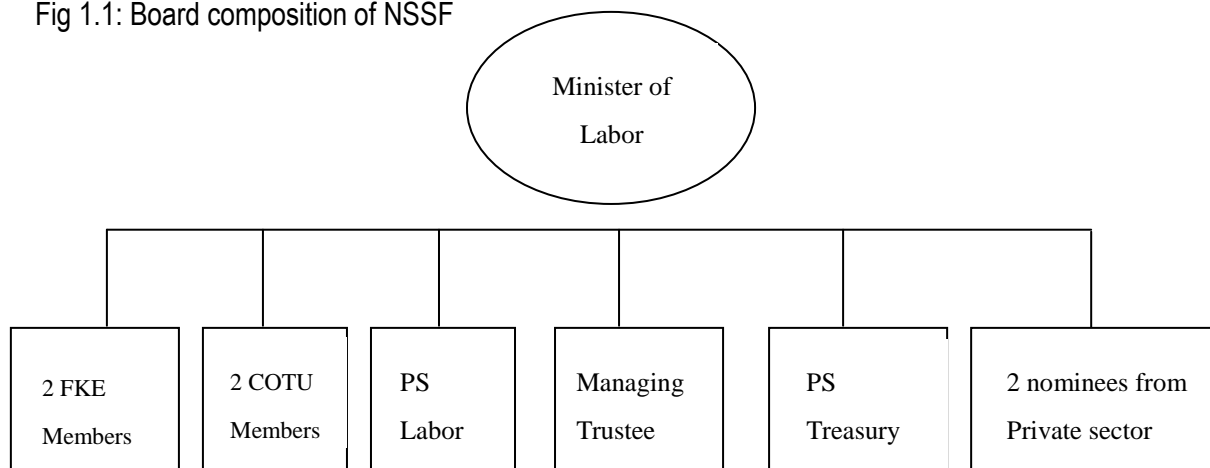 Fig 1.1: Board composition of NSSF
Minister of
Labor
2 FKE
Members
2 COTU
Members
PS
Labor
Managing
Trustee
PS
Treasury
2 nominees from
Private sector